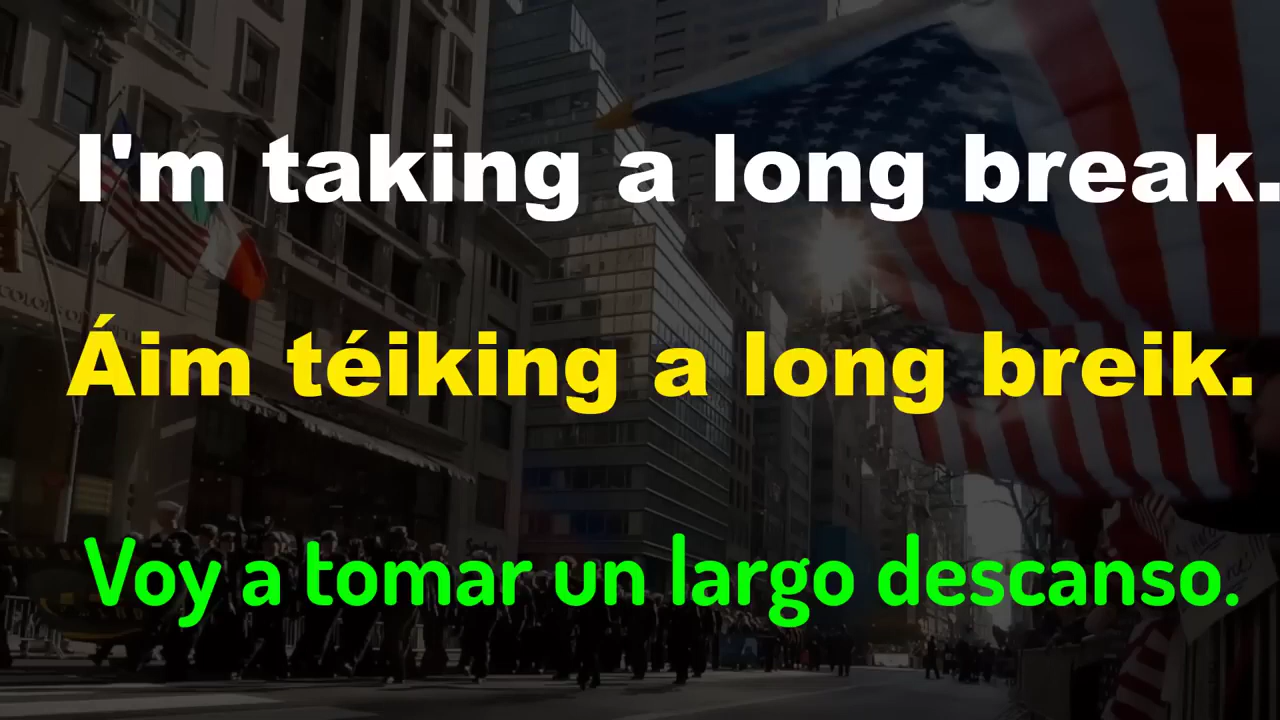 I'm taking a long break.
Áim téiking a long breik.
Voy a tomar un largo descanso.